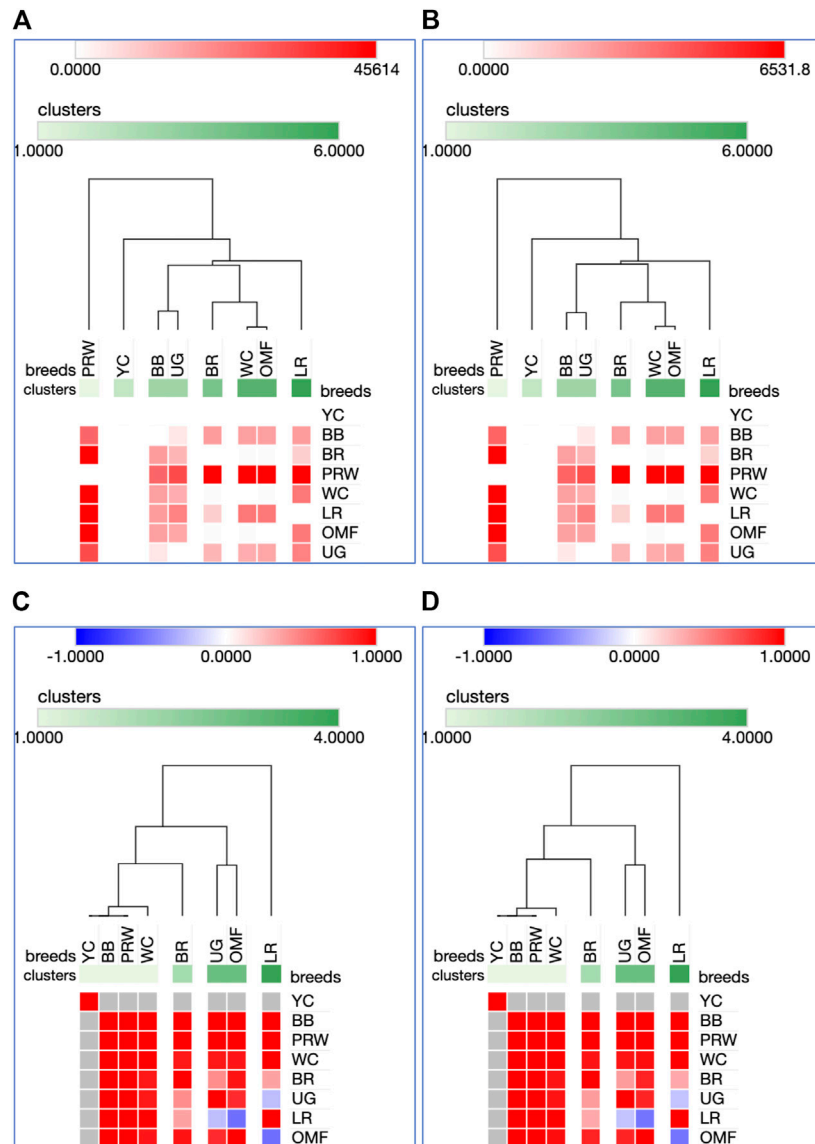 A
0.0000 45614
clusters
1.0000 6.0000
breeds PRW YC BB UG BR WC OMF LR
clusters breeds
YC
BB
BR
PRW
WC
LR
OMF
UG
B
0.0000 6531.8
clusters
1.0000 6.0000
breeds PRW YC BB UG BR WC OMF LR
clusters breeds
YC
BB
BR
PRW
WC
LR
OMF
UG
C
-1.0000 0.0000 1.0000
clusters
1.0000 4.0000
breeds YC BB PRW WC BR UG OMF LR
clusters breeds
YC
BB
PRW
WC
BR
UG
LR
OMF
D
-1.0000 0.0000 1.0000
clusters
1.0000 4.0000
breeds YC BB PRW WC BR UG OMF LR
clusters breeds
YC
BB
PRW
WC
BR
UG
LR
OMF